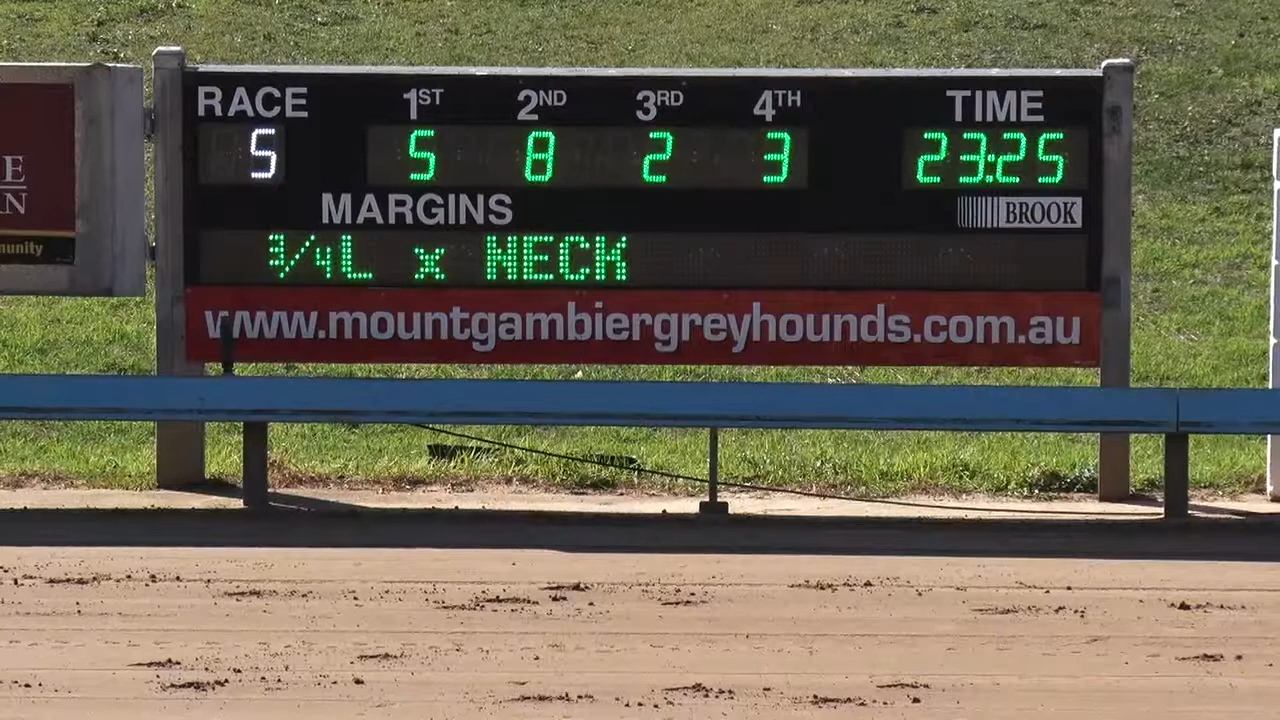 RACE 1ST 2ND 3RD 4TH TIME
5 5 8 2 3 23:25
MARGINS
BROOK
¾L x NECK
www.mountgambiergreyhounds.com.au